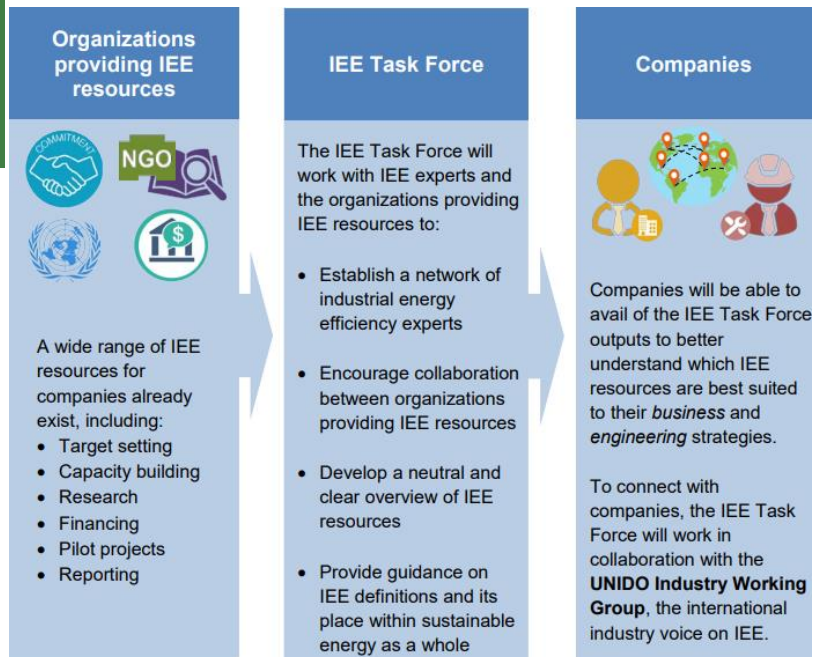 Organizations
providing IEE
resources
COMMITMENT
NGO
$
A wide range of IEE
resources for
companies already
exist, including:
• Target setting
• Capacity building
• Research
• Financing
• Pilot projects
• Reporting
IEE Task Force
The IEE Task Force will
work with IEE experts and
the organizations providing
IEE resources to:
• Establish a network of
industrial energy
efficiency experts
• Encourage collaboration
between organizations
providing IEE resources
• Develop a neutral and
clear overview of IEE
resources
• Provide guidance on
IEE definitions and its
place within sustainable
energy as a whole
Companies
Companies will be able to
avail of the IEE Task Force
outputs to better
understand which IEE
resources are best suited
to their business and
engineering strategies.
To connect with
companies, the IEE Task
Force will work in
collaboration with the
UNIDO Industry Working
Group, the international
industry voice on IEE.